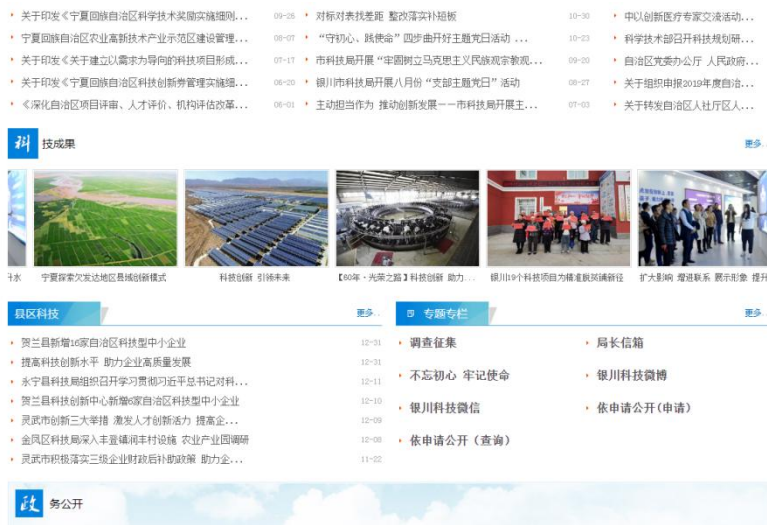 关于印发《宁夏回族自治区科学技术奖励实施细则... 09-26
宁夏回族自治区农业高新技术产业示范区建设管理... 08-07
关于印发《关于建立以需求为导向的科技项目形成... 07-17
关于印发《宁夏回族自治区科技创新券管理实施细... 06-20
《深化自治区项目评审、人才评价、机构评估改革... 06-01
对标对表找差距 整改落实补短板 10-30
“守初心、践使命”四步曲开好主题党日活动 ... 10-23
市科技局开展“牢固树立马克思主义民族观宗教观... 09-20
银川市科技局开展八月份“支部主题党日”活动 08-27
主动担当作为 推动创新发展——市科技局开展主... 07-03
中以创新医疗专家交流活动...
科学技术部召开科技规划研...
自治区党委办公厅 人民政府...
关于组织申报2019年度自治...
关于转发自治区人社厅区人...
科技成果
更多..
升水
宁夏探索欠发达地区县域创新模式
科技创新 引领未来
【60年·光荣之路】科技创新 助力...
银川19个科技项目为精准脱贫铺新径
扩大影响 增进联系 展示形象 提升
县区科技
更多..
贺兰县新增16家自治区科技型中小企业 12-31
提高科技创新水平 助力企业高质量发展 12-31
永宁县科技局组织召开学习贯彻习近平总书记对科... 12-11
贺兰县科技创新中心新增6家自治区科技型中小企业 12-10
灵武市创新三大举措 激发人才创新活力 提高企... 12-09
金凤区科技局深入丰登镇润丰村设施 农业产业园调研 12-08
灵武市积极落实三级企业财政后补助政策 助力企... 11-22
专题专栏
更多..
调查征集
局长信箱
不忘初心 牢记使命
银川科技微博
银川科技微信
依申请公开(申请)
依申请公开（查询）
政务公开